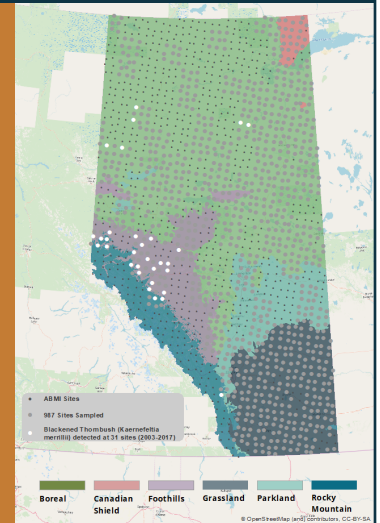 ABMI Sites
987 Sites Sampled
Blackened Thornbush (Kaernefeltia
merrillii) detected at 31 sites (2003-2017)
Boreal
Canadian
Shield
Foothills
Grassland
Parkland
Rocky
Mountain
© OpenStreetMap (and) contributors, CC-BY-SA